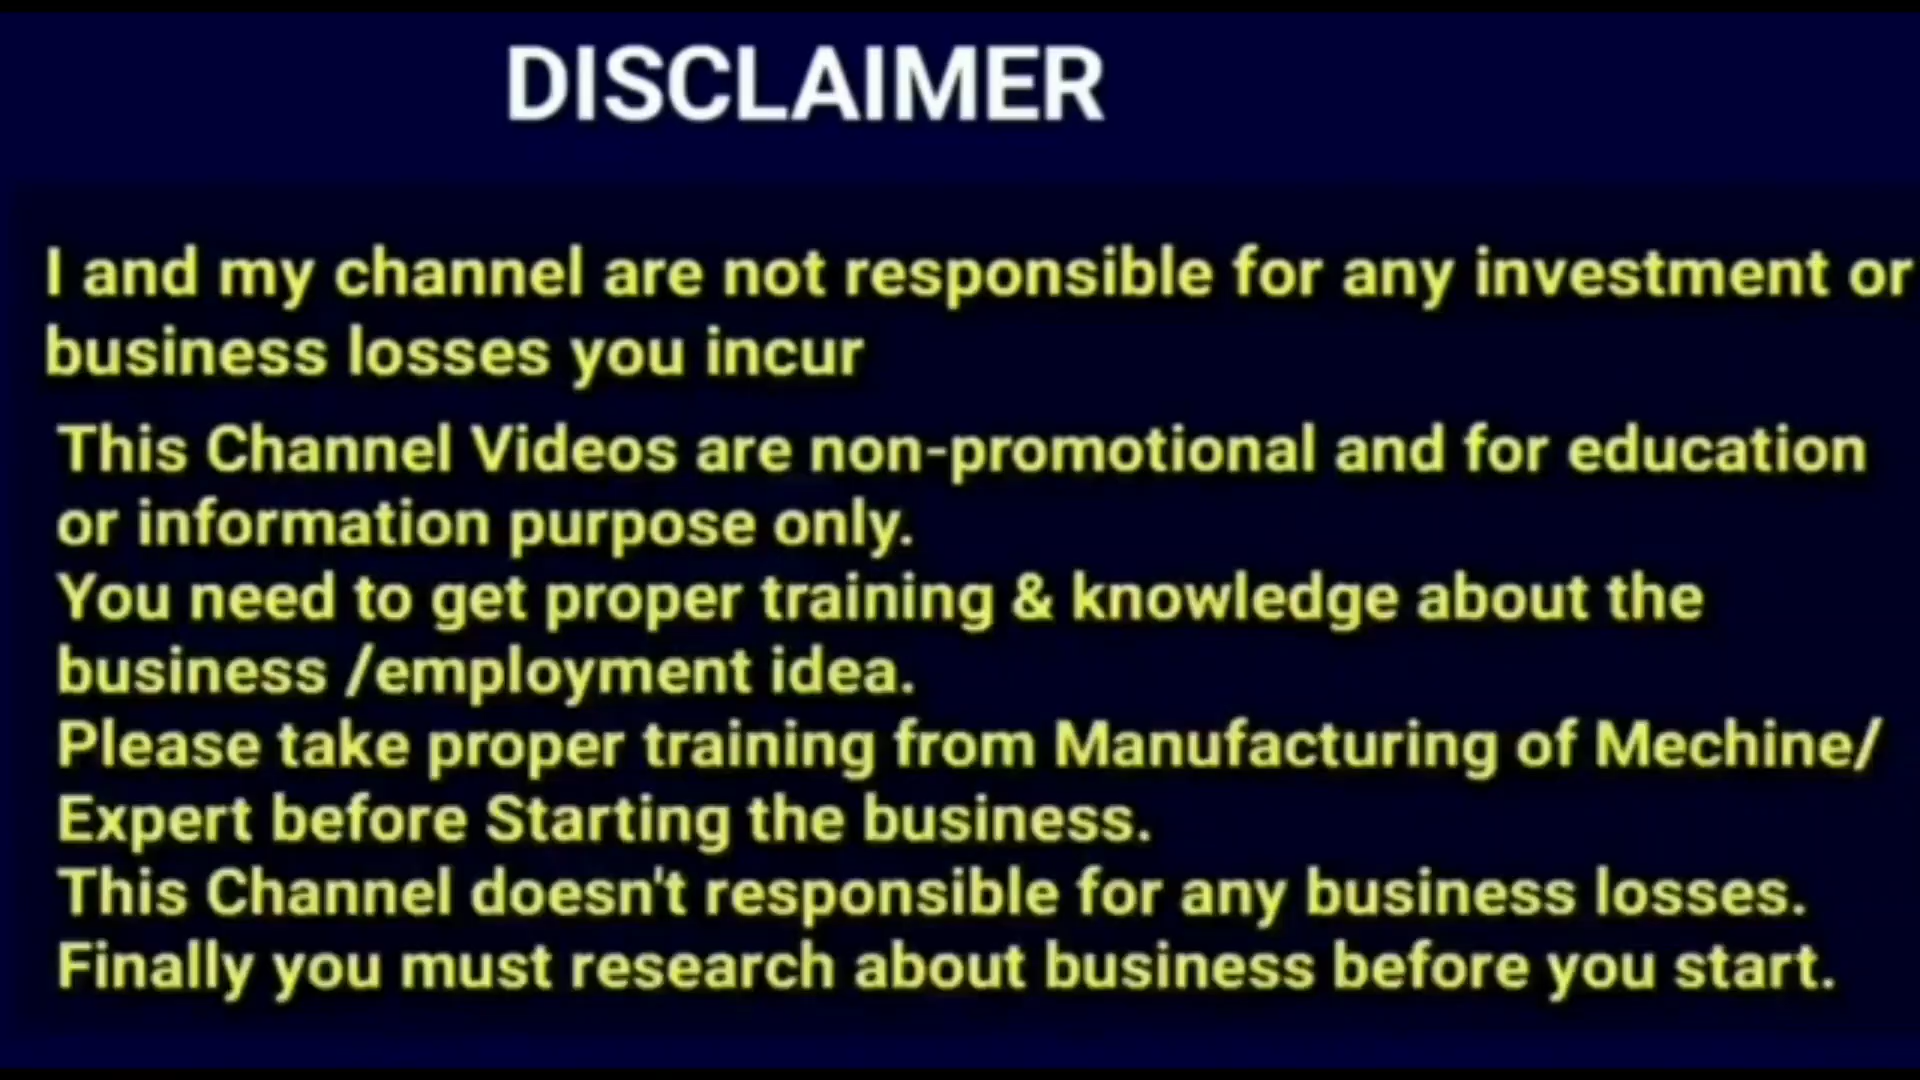 DISCLAIMER
I and my channel are not responsible for any investment or
business losses you incur
This Channel Videos are non-promotional and for education
or information purpose only.
You need to get proper training & knowledge about the
business /employment idea.
Please take proper training from Manufacturing of Mechine/
Expert before Starting the business.
This Channel doesn't responsible for any business losses.
Finally you must research about business before you start.